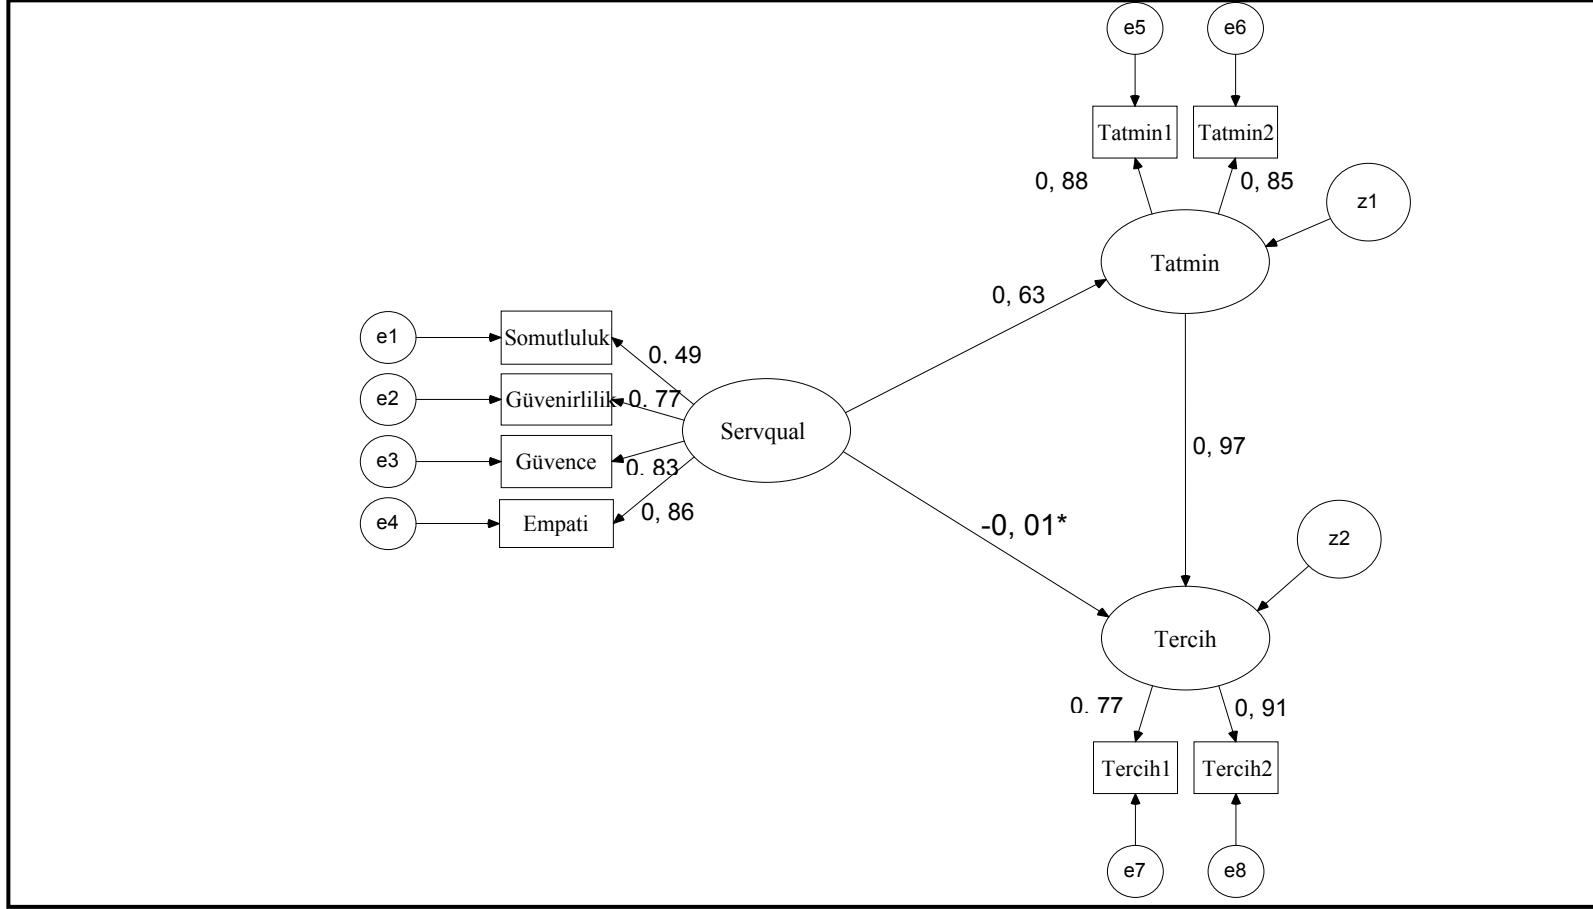 e5
e6
Tatmin1
Tatmin2
0, 88
0, 85
z1
Tatmin
0, 63
e1
Somutluluk
0, 49
e2
Güvenirlilik
0, 77
Servqual
e3
Güvence
0, 83
0, 97
e4
Empati
0, 86
-0, 01*
z2
Tercih
0, 77
0, 91
Tercih1
Tercih2
e7
e8